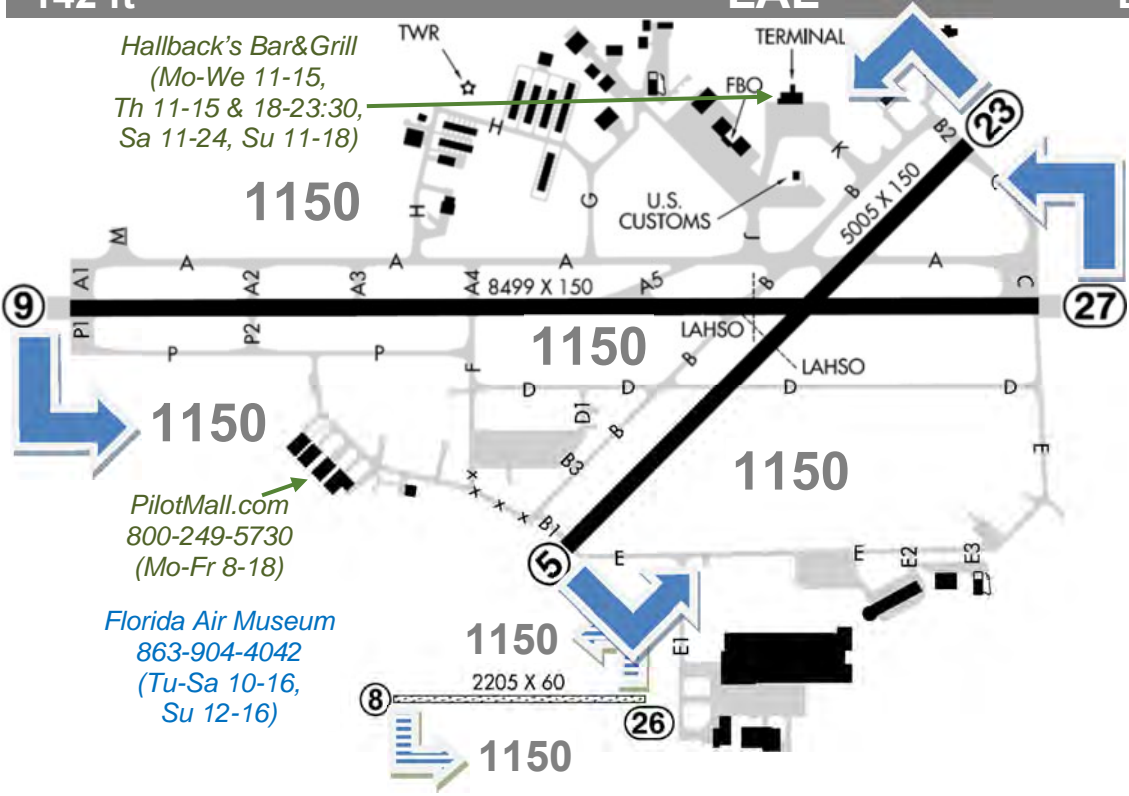 142 ft
Hallback's Bar&Grill
(Mo-We 11-15,
Th 11-15 & 18-23:30,
Sa 11-24, Su 11-18)
TWR
TERMINAL
FBO
H
K
B2
23
B
5005 X 150
1150
H
G
U.S.
CUSTOMS
J
C
M
A
A
A
A
A1
A2
A3
A4
8499 X 150
A5
B
C
9
27
P1
P2
P
P
F
1150
LAHSO
LAHSO
B
D
D
D
D
D1
B
B3
E
1150
1150
PilotMall.com
800-249-5730
(Mo-Fr 8-18)
x
x
x
x
B1
5
E
E
E2
E3
Florida Air Museum
863-904-4042
(Tu-Sa 10-16,
Su 12-16)
1150
E1
2205 X 60
8
26
1150